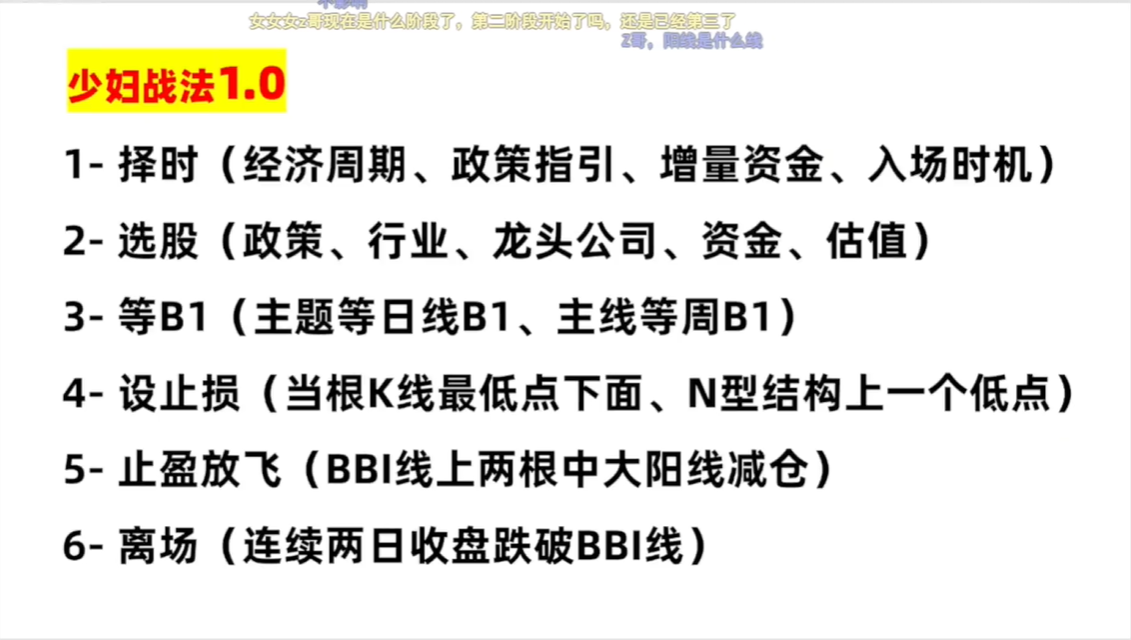 不影响
女女女z哥现在是什么阶段了，第二阶段开始了吗，还是已经第三了
Z哥，阳线是什么线
少妇战法1.0
1- 择时（经济周期、政策指引、增量资金、入场时机）
2- 选股（政策、行业、龙头公司、资金、估值）
3- 等B1（主题等日线B1、主线等周B1）
4- 设止损（当根K线最低点下面、N型结构上一个低点）
5- 止盈放飞（BBI线上两根中大阳线减仓）
6- 离场（连续两日收盘跌破BBI线）